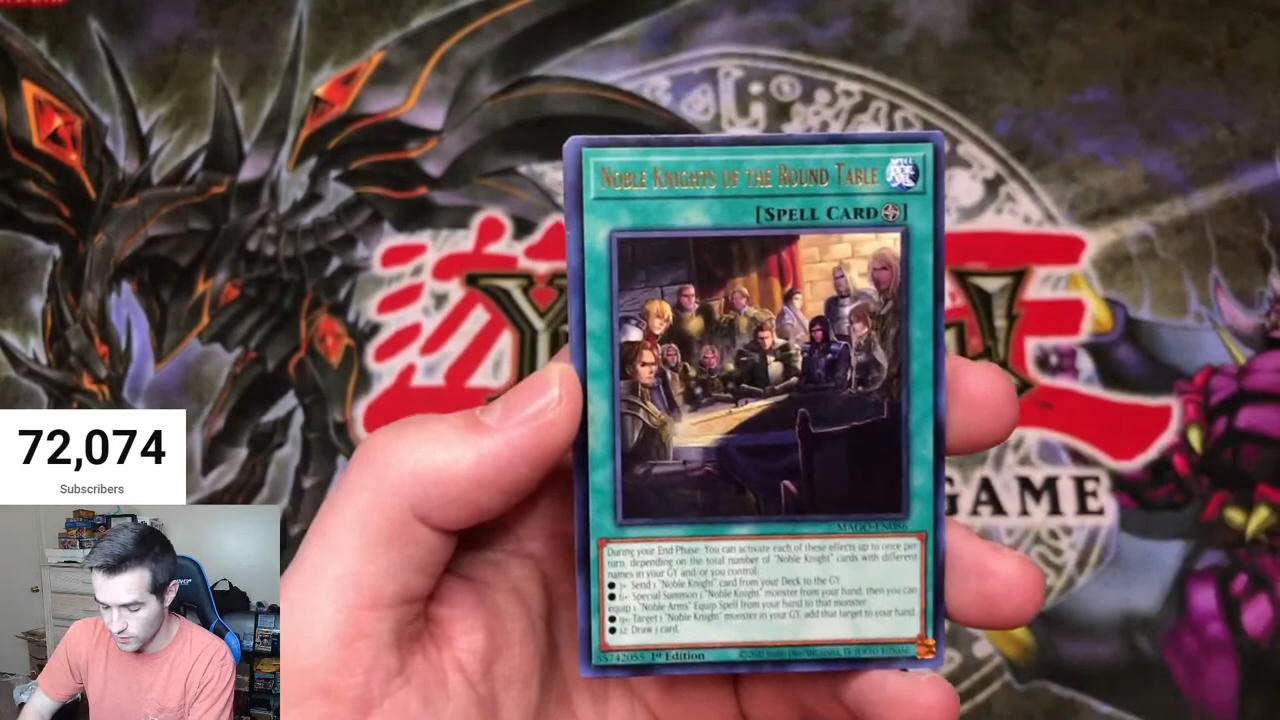 NOBLE KNIGHTS OF THE ROUND TABLE
SPELL
[SPELL CARD]
MAGO-EN086
During your End Phase: You can activate each of these effects up to once per
turn, depending on the total number of "Noble Knight" cards with different
names in your GY and/or you control.
● 3+: Send 1 "Noble Knight" card from your Deck to the GY.
● 6+: Special Summon 1 "Noble Knight" monster from your hand, then you can
equip 1 "Noble Arms" Equip Spell from your hand to that monster.
● 9+: Target 1 "Noble Knight" monster in your GY; add that target to your hand.
● 12: Draw 1 card.
55742055 1st Edition
GAME
72,074
Subscribers